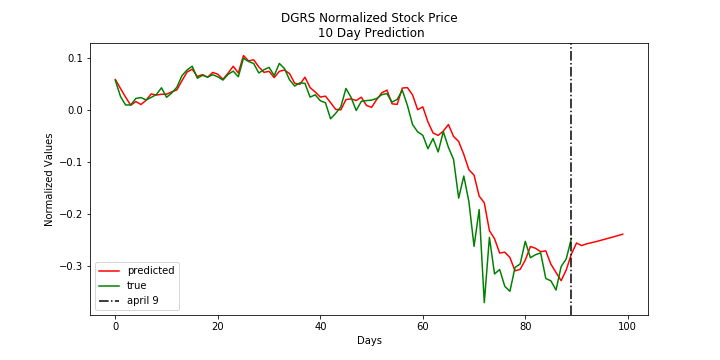 DGRS Normalized Stock Price
10 Day Prediction
Normalized Values
0.1
0.0
−0.1
−0.2
−0.3
predicted
true
april 9
0 20 40 60 80 100
Days